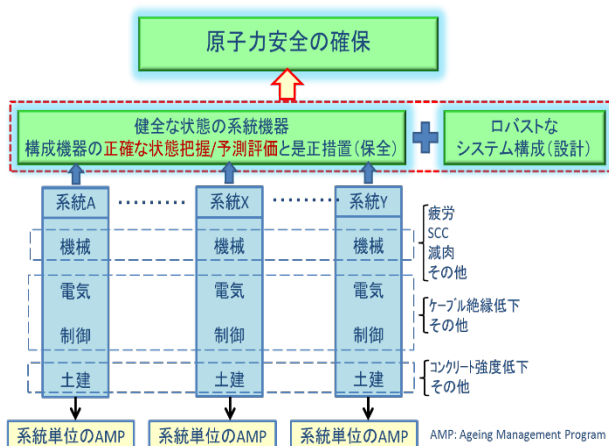 原子力安全の確保
健全な状態の系統機器
構成機器の正確な状態把握/予測評価と是正措置(保全)
ロバストな
システム構成(設計)
系統A ･････････ 系統X ･････････ 系統Y
機械 機械 機械
疲労
SCC
減肉
その他
電気 電気 電気
制御 制御 制御
ケーブル絶縁低下
その他
土建 土建 土建
コンクリート強度低下
その他
系統単位のAMP 系統単位のAMP 系統単位のAMP
AMP: Ageing Management Program